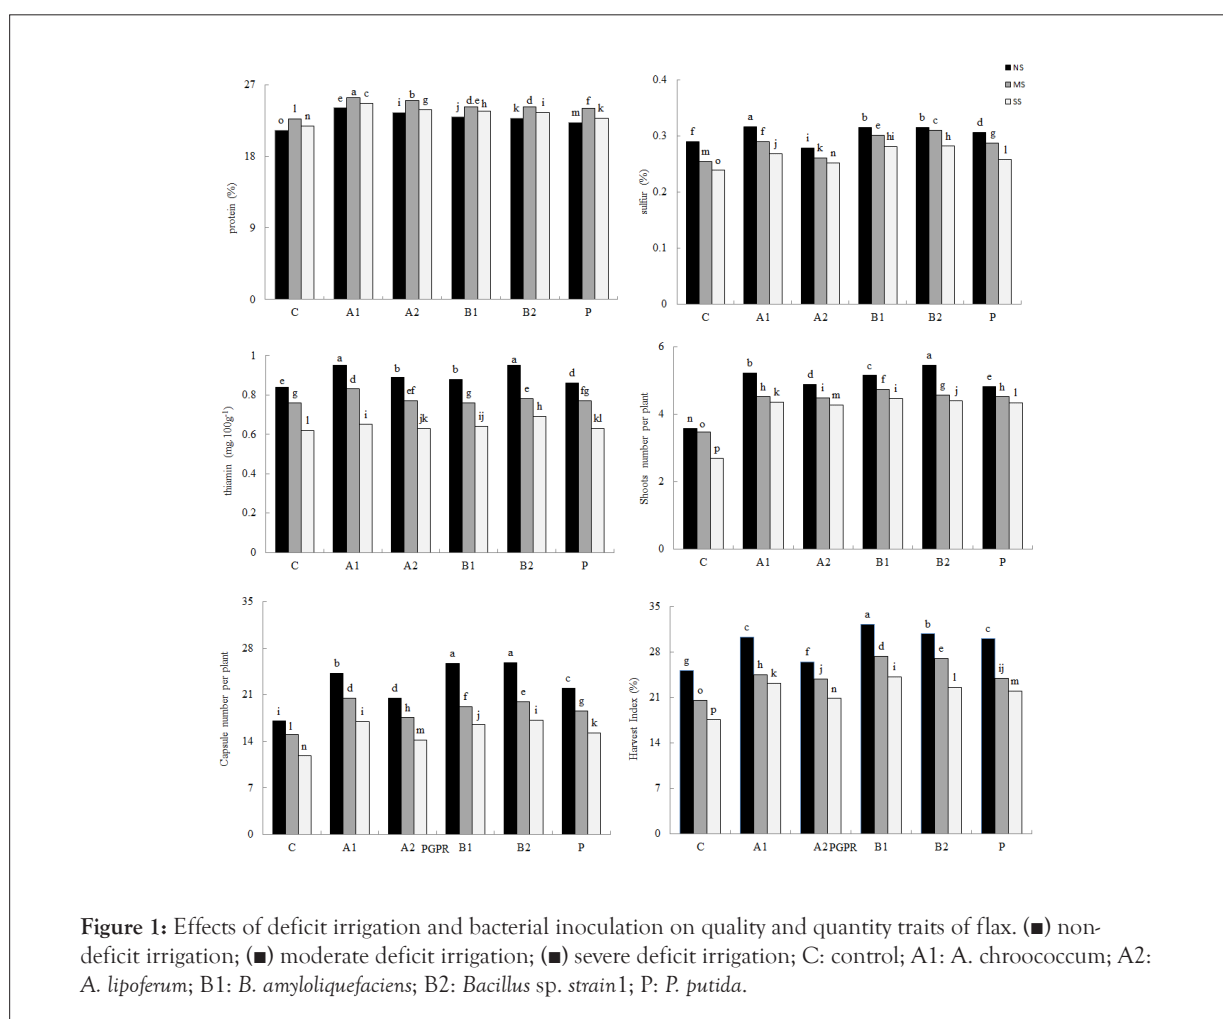 27
18
9
0
protein (%)
o l n
e a c
i b g
j d.e h
k d i
m f k
C A1 A2 B1 B2 P
0.4
0.3
0.2
0.1
0
sulfur (%)
NS
MS
SS
f m o
a f j
i k n
b e hi
b c h
d g l
C A1 A2 B1 B2 P
1
0.8
0.6
0.4
0.2
0
thiamin (mg.100g⁻¹)
e g l
a d i
b ef jk
b g ij
a e h
d fg kl
C A1 A2 B1 B2 P
6
4
2
0
Shoots number per plant
n o p
b h k
d i m
c f i
a g j
e h l
C A1 A2 B1 B2 P
35
28
21
14
7
0
Capsule number per plant
i l n
b d i
d h m
a f j
a e i
c g k
C A1 A2 PGPR B1 B2 P
35
28
21
14
7
0
Harvest Index (%)
g o p
c h k
f j n
a d i
b e l
c ij m
C A1 A2PGPR B1 B2 P
Figure 1: Effects of deficit irrigation and bacterial inoculation on quality and quantity traits of flax. (■) non-
deficit irrigation; (■) moderate deficit irrigation; (■) severe deficit irrigation; C: control; A1: A. chroococcum; A2:
A. lipoferum; B1: B. amyloliquefaciens; B2: Bacillus sp. strain1; P: P. putida.